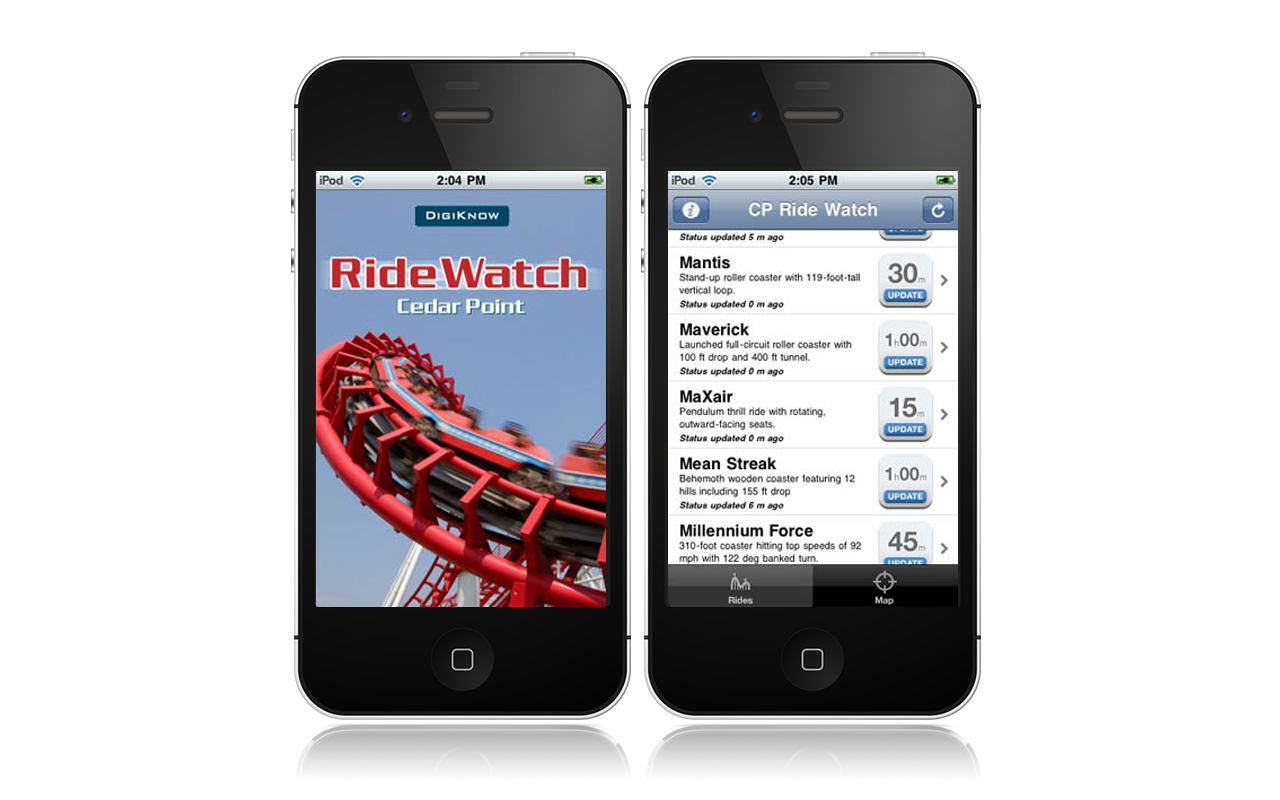 iPod
2:04 PM
DIGIKNOW
RideWatch
Cedar Point
iPod
2:05 PM
CP Ride Watch
Status updated 5 m ago
UPDATE
Mantis
Stand-up roller coaster with 119-foot-tall
vertical loop.
Status updated 0 m ago
30m
UPDATE
Maverick
Launched full-circuit roller coaster with
100 ft drop and 400 ft tunnel.
Status updated 0 m ago
1h00m
UPDATE
MaXair
Pendulum thrill ride with rotating,
outward-facing seats.
Status updated 0 m ago
15m
UPDATE
Mean Streak
Behemoth wooden coaster featuring 12
hills including 155 ft drop
Status updated 6 m ago
1h00m
UPDATE
Millennium Force
310-foot coaster hitting top speeds of 92
mph with 122 deg banked turn.
45m
UPDATE
Rides
Map